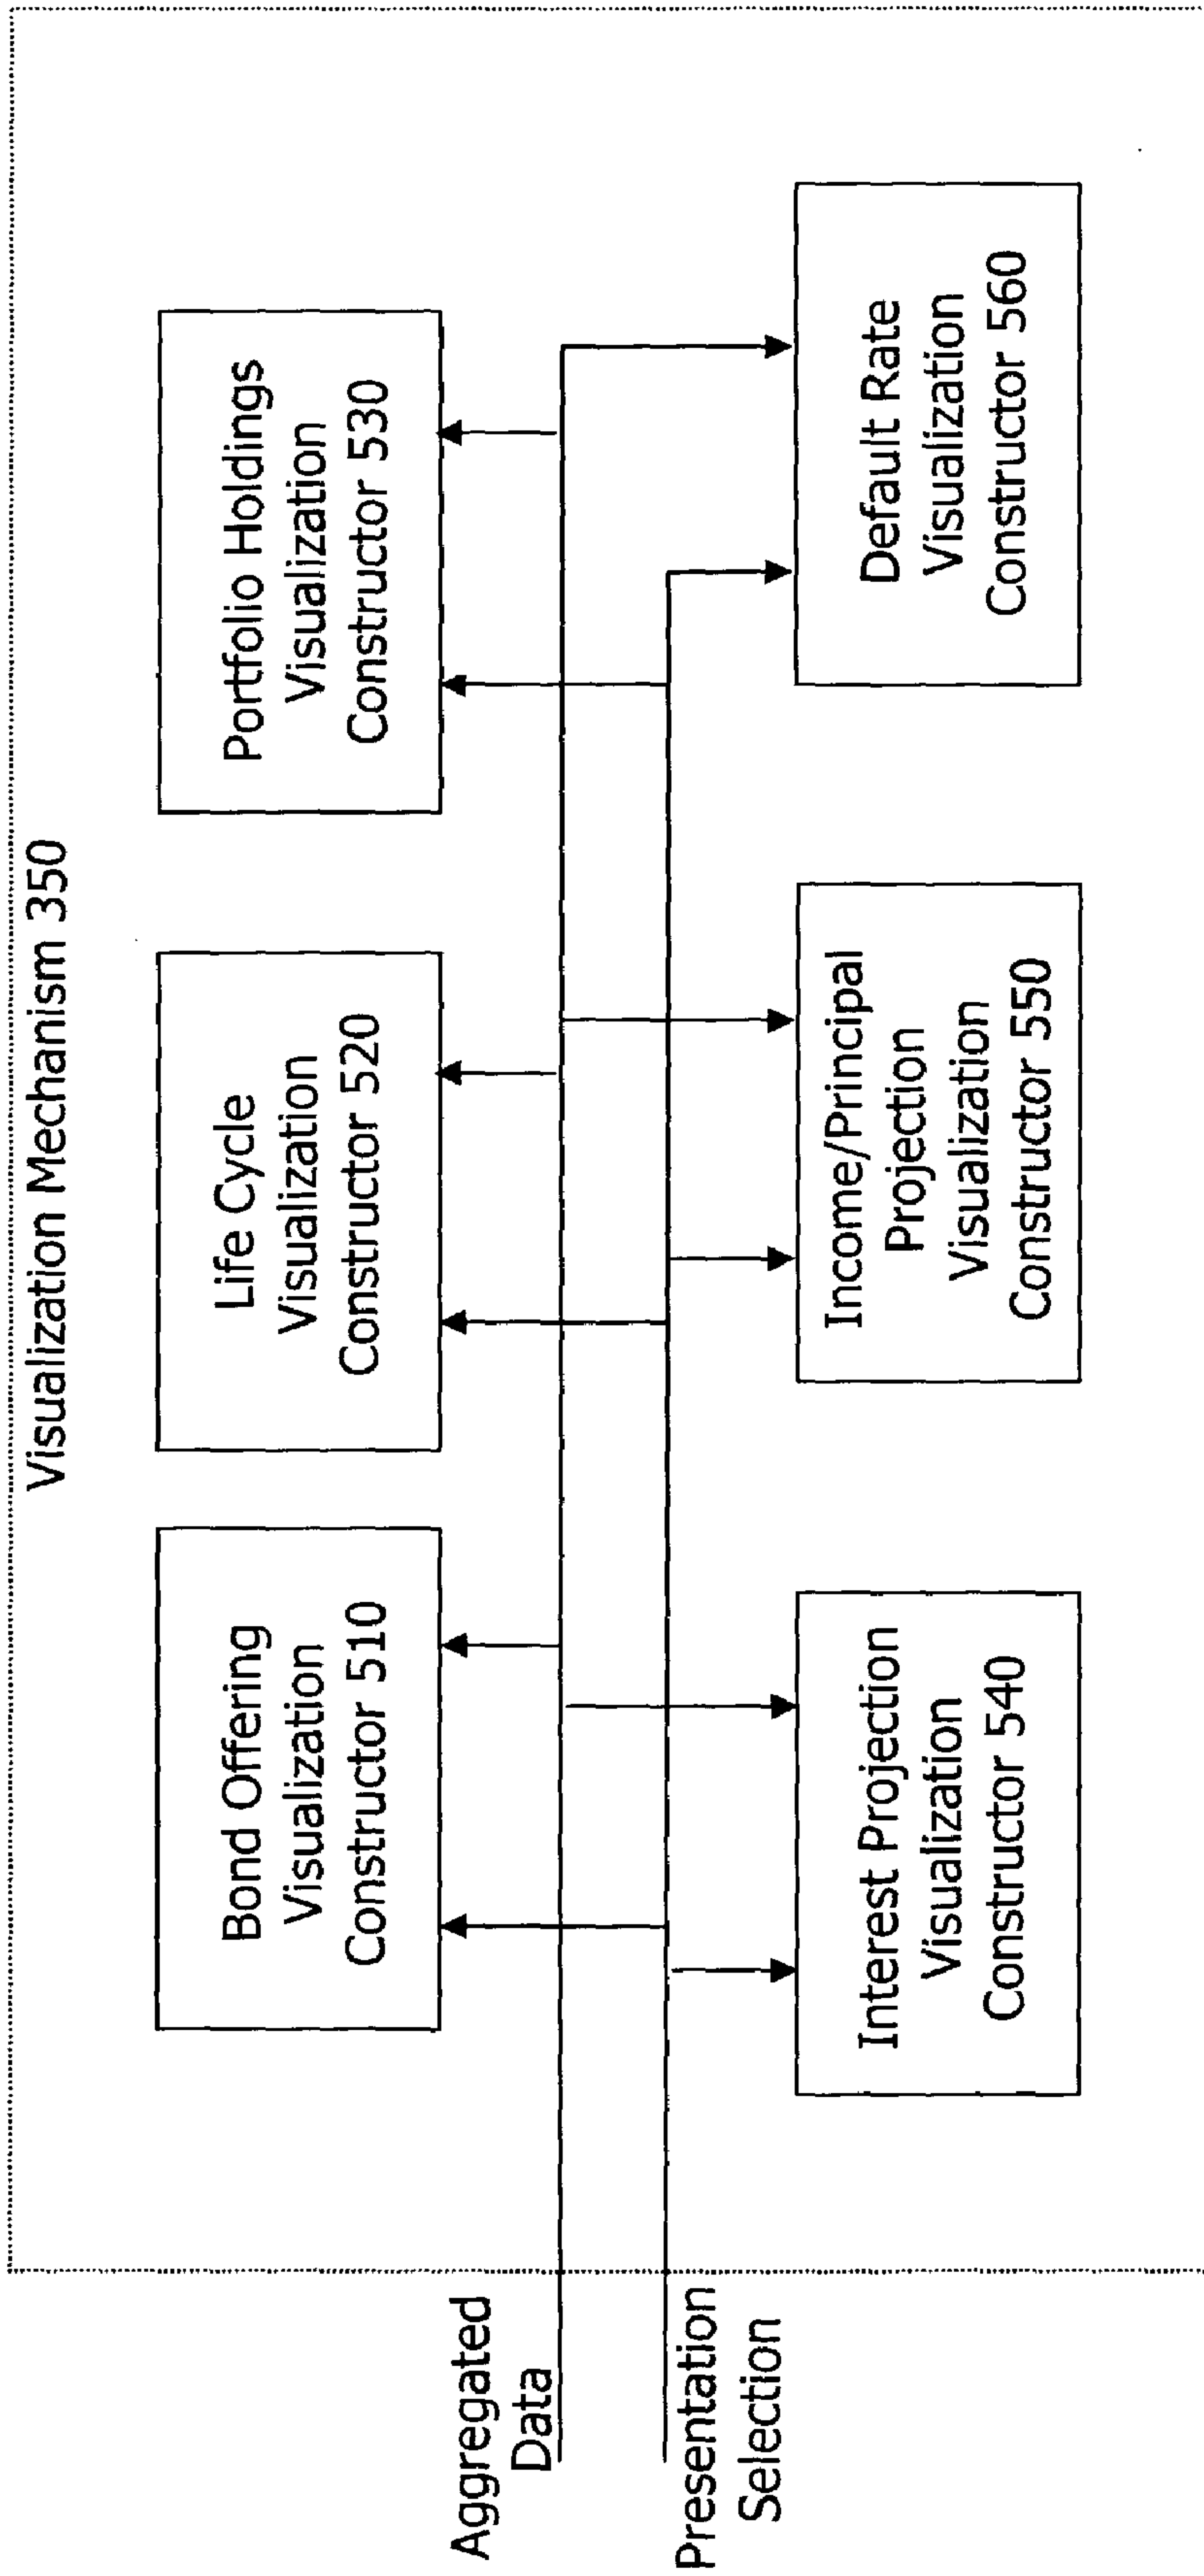 Visualization Mechanism 350
Bond Offering
Visualization
Constructor 510
Life Cycle
Visualization
Constructor 520
Portfolio Holdings
Visualization
Constructor 530
Aggregated
Data
Presentation
Selection
Interest Projection
Visualization
Constructor 540
Income/Principal
Projection
Visualization
Constructor 550
Default Rate
Visualization
Constructor 560